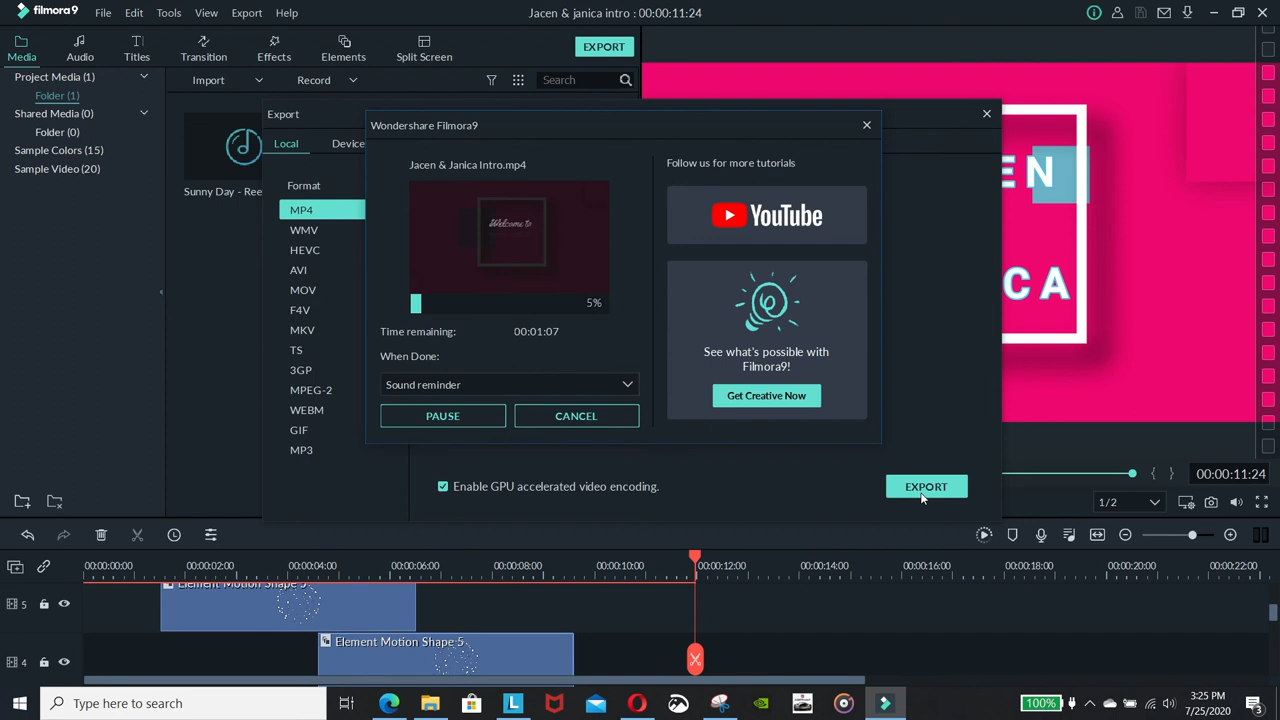 filmora9 File Edit Tools View Export Help Jacen & janica intro : 00:00:11:24
Media Audio Titles Transition Effects Elements Split Screen EXPORT
Project Media (1)
Folder (1)
Shared Media (0)
Folder (0)
Sample Colors (15)
Sample Video (20)
Import Record Search
Sunny Day - Ree
Export
Local Device
Format
MP4
WMV
HEVC
AVI
MOV
F4V
MKV
TS
3GP
MPEG-2
WEBM
GIF
MP3
Wondershare Filmora9
Jacen & Janica Intro.mp4
Welcome to
5%
Time remaining: 00:01:07
When Done:
Sound reminder
PAUSE CANCEL
Follow us for more tutorials
YouTube
See what's possible with
Filmora9!
Get Creative Now
Enable GPU accelerated video encoding.
EXPORT
EN
CA
00:00:11:24
1/2
00:00:00:00 00:00:02:00 00:00:04:00 00:00:06:00 00:00:08:00 00:00:10:00 00:00:12:00 00:00:14:00 00:00:16:00 00:00:18:00 00:00:20:00 00:00:22:00
5 Element Motion Shape 5
4 Element Motion Shape 5
Type here to search
100%
3:25 PM
7/25/2020
3